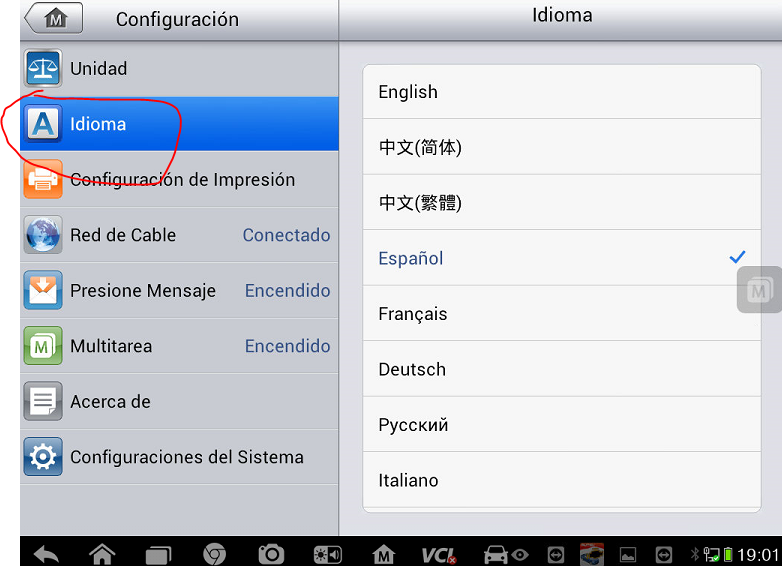 M
Configuración
Idioma
Unidad
A
Idioma
Configuración de Impresión
Red de Cable
Conectado
Presione Mensaje
Encendido
M
Multitarea
Encendido
Acerca de
Configuraciones del Sistema
English
中文(简体)
中文(繁體)
Español
M
Français
Deutsch
Русский
Italiano
M
VCI
19:01